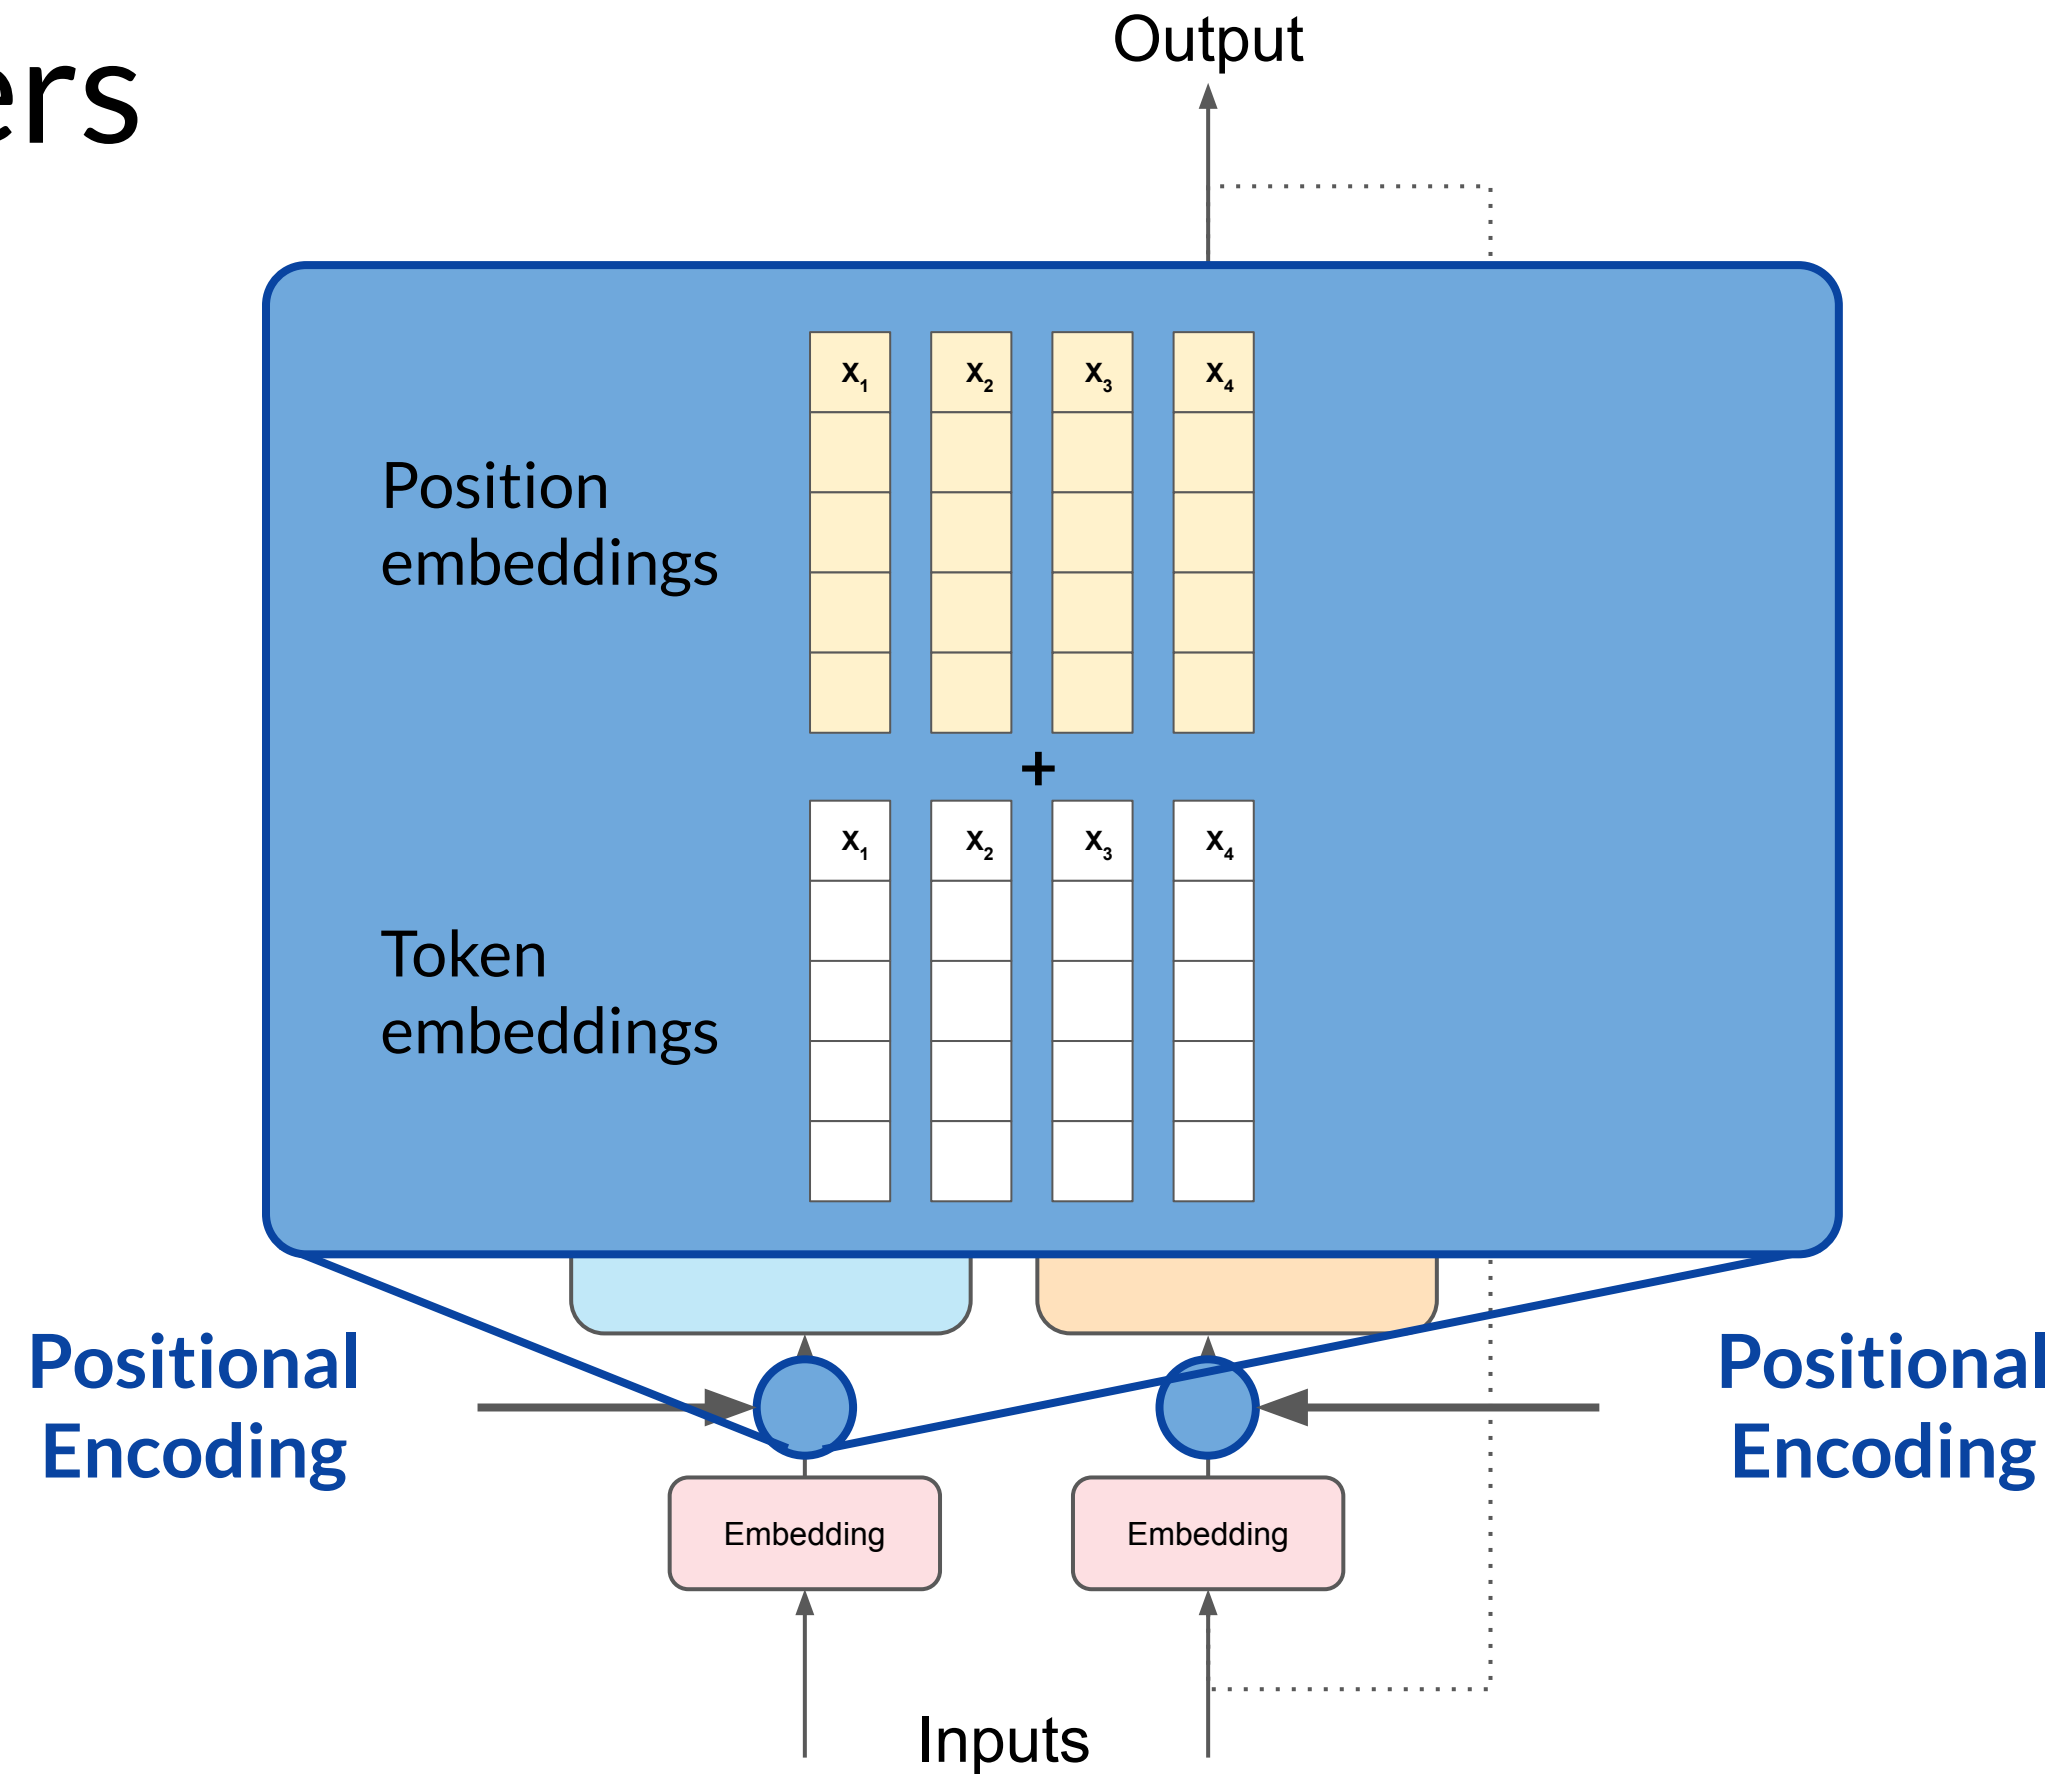 Output
ers
x1 x2 x3 x4
Position
embeddings
+
x1 x2 x3 x4
Token
embeddings
Positional
Encoding
Positional
Encoding
Embedding Embedding
Inputs